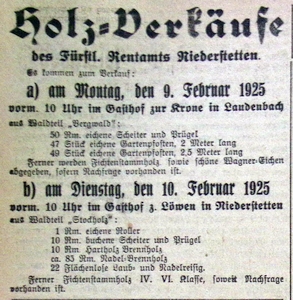 Holz-Verkäufe
des Fürstl. Rentamts Niederstetten.
Es kommen zum Verkauf:
a) am Montag, den 9. Februar 1925
vorm. 10 Uhr im Gasthof zur Krone in Laudenbach
aus Waldteil „Bergwald":
50 Rm. eichene Scheiter und Prügel
47 Stück eichene Gartenpfosten, 2 Meter lang
49 Stück eichene Gartenpfosten, 2,5 Meter lang
Ferner werden Fichtenstammholz sowie schöne Wagner-Eichen
abgegeben, sofern Nachfrage vorhanden ist.
b) am Dienstag, den 10. Februar 1925
vorm. 10 Uhr im Gasthof z. Löwen in Niederstetten
aus Waldteil „Stockholz":
1 Rm. eichene Roller
10 Rm. buchene Scheiter und Prügel
10 Rm. Hartholz Brennholz
ca. 85 Rm. Nadel-Brennholz
22 Flächenlose Laub- und Nadelreisig.
Ferner Fichtenstammholz IV. VI. Klasse, soweit Nachfrage
vorhanden ist.